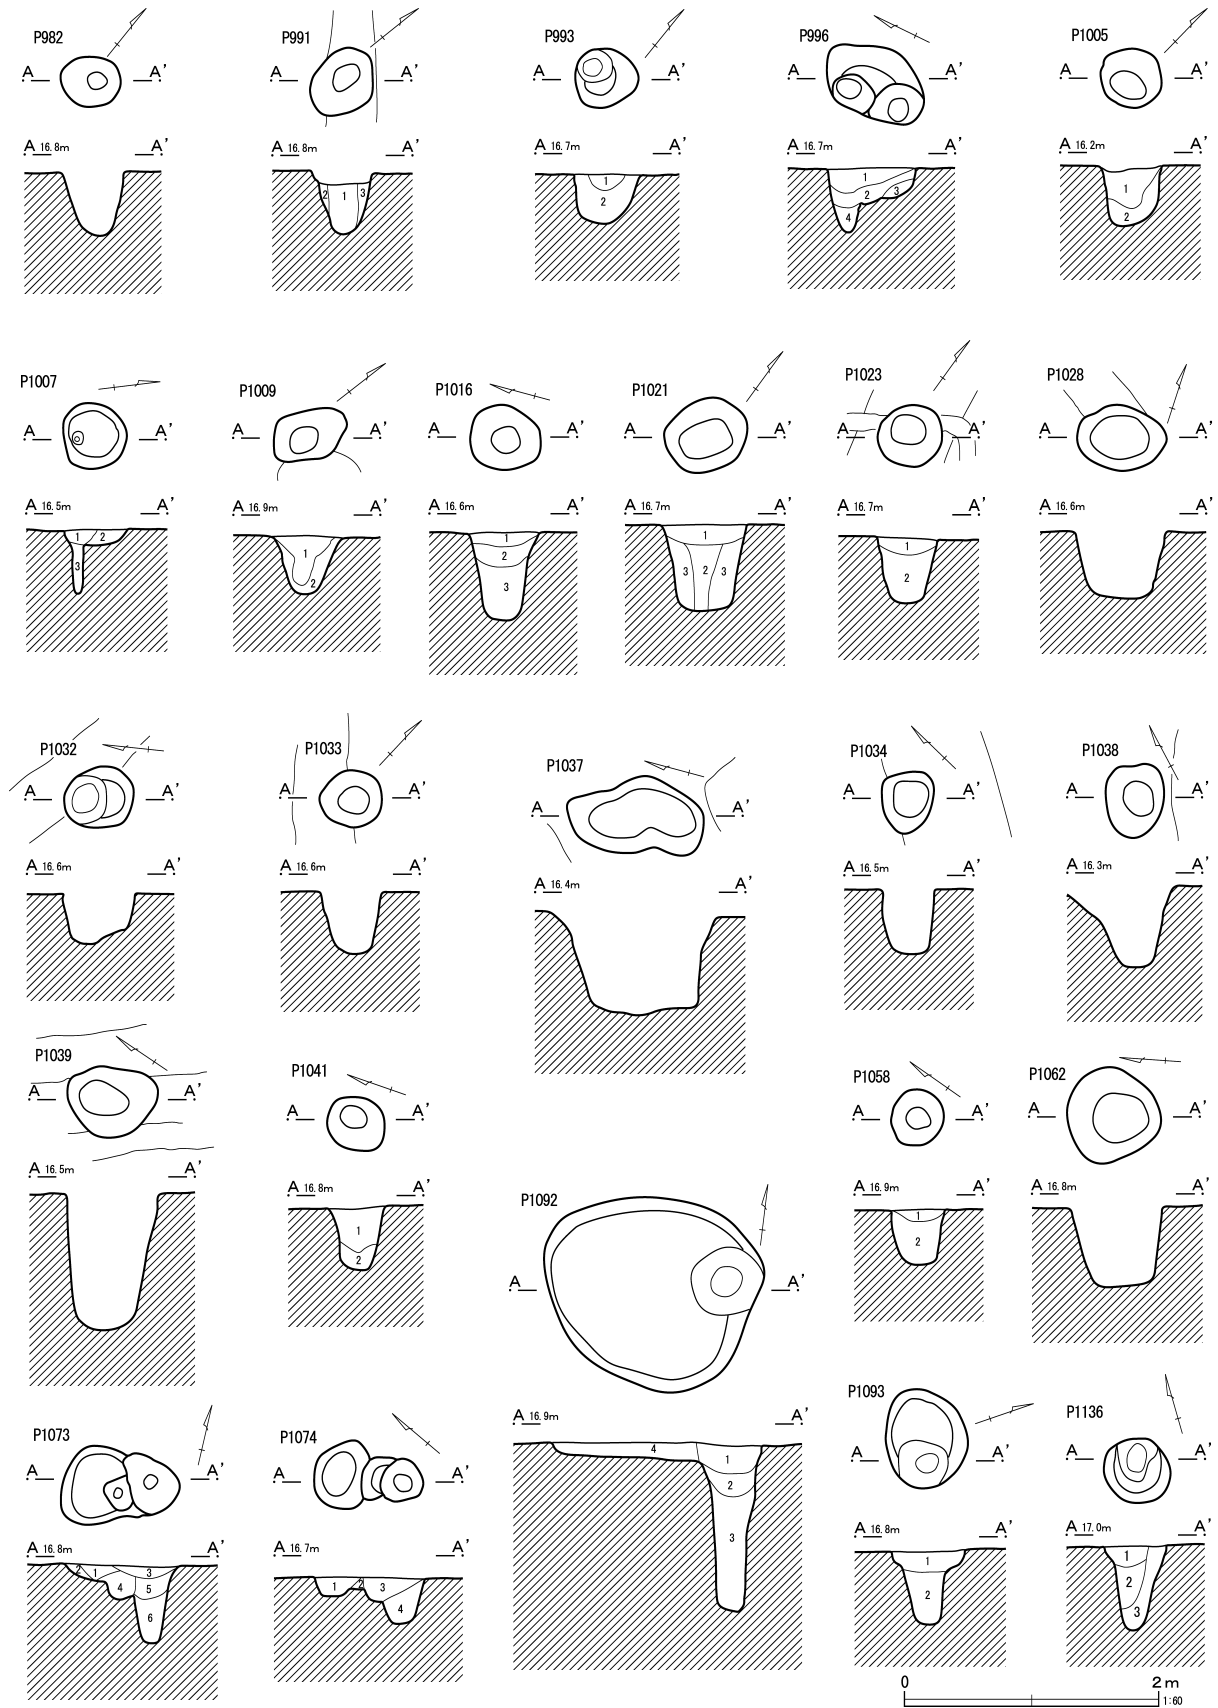 P982
A A'
A 16.8m A'
P991
A A'
A 16.8m A'
2 1 3
P993
A A'
A 16.7m A'
1
2
P996
A A'
A 16.7m A'
1
2 3
4
P1005
A A'
A 16.2m A'
1
2
P1007
A A'
A 16.5m A'
1 2
3
P1009
A A'
A 16.9m A'
1
2
P1016
A A'
A 16.6m A'
1
2
3
P1021
A A'
A 16.7m A'
1
3 2 3
P1023
A A'
A 16.7m A'
1
2
P1028
A A'
A 16.6m A'
P1032
A A'
A 16.6m A'
P1033
A A'
A 16.6m A'
P1037
A A'
A 16.4m A'
P1034
A A'
A 16.5m A'
P1038
A A'
A 16.3m A'
P1039
A A'
A 16.5m A'
P1041
A A'
A 16.8m A'
1
2
P1092
A A'
A 16.9m A'
4 1
2
3
P1058
A A'
A 16.9m A'
1
2
P1062
A A'
A 16.8m A'
P1073
A A'
A 16.8m A'
2 1 3
4 5
6
P1074
A A'
A 16.7m A'
1 2 3
4
P1093
A A'
A 16.8m A'
1
2
P1136
A A'
A 17.0m A'
1
2
3
0 2m
1:60